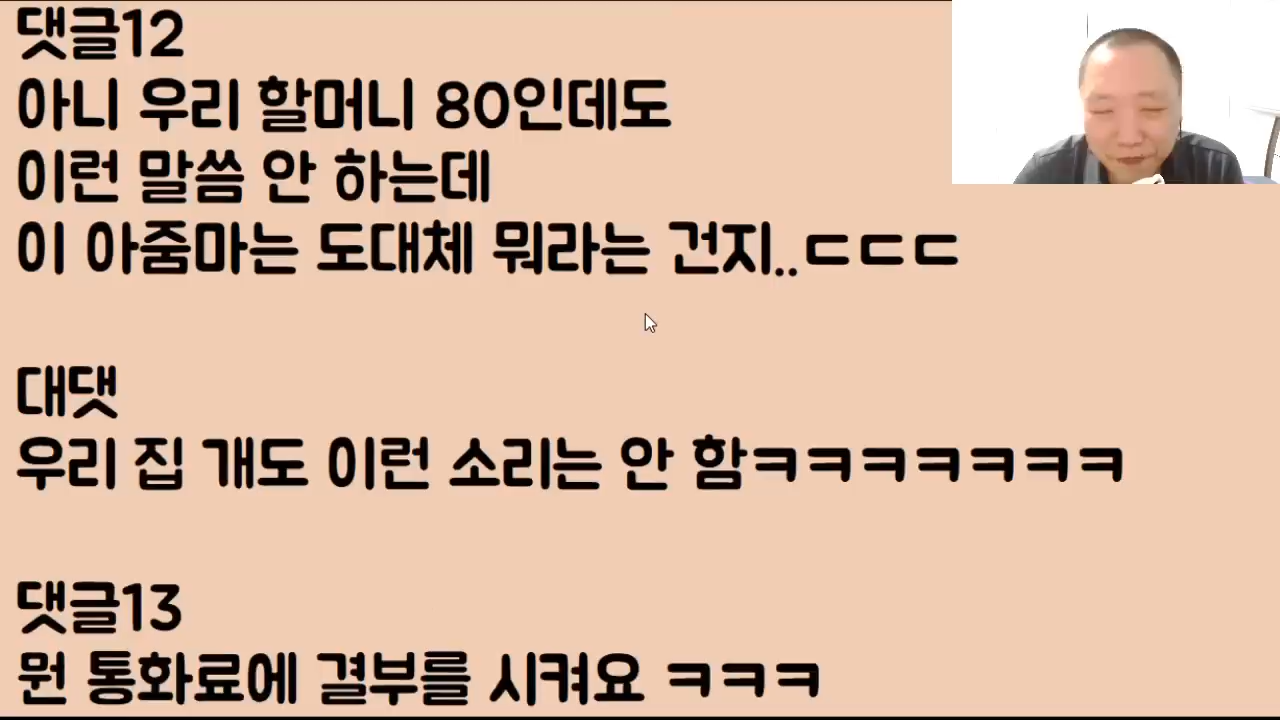 댓글12
아니 우리 할머니 80인데도
이런 말씀 안 하는데
이 아줌마는 도대체 뭐라는 건지..ㄷㄷㄷ
대댓
우리 집 개도 이런 소리는 안 함ㅋㅋㅋㅋㅋㅋㅋ
댓글13
뭔 통화료에 결부를 시켜요 ㅋㅋㅋ